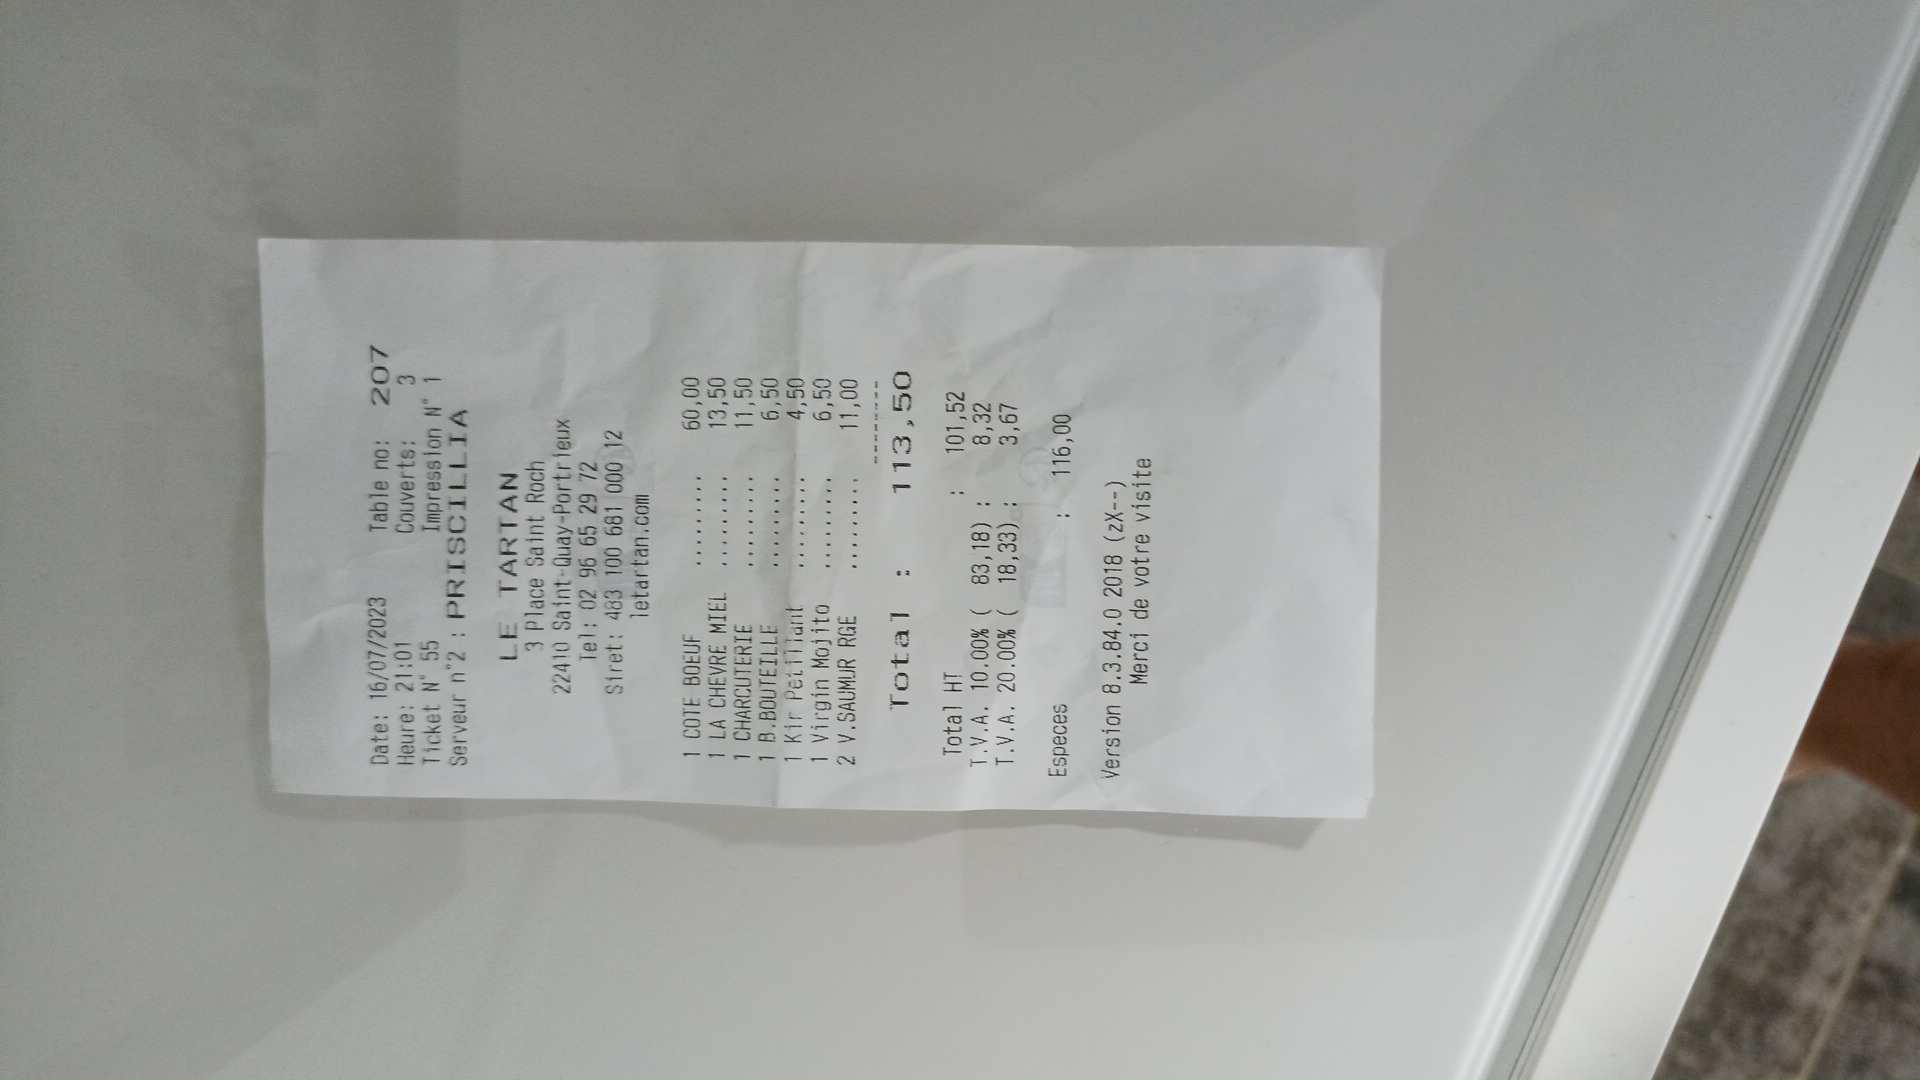 Date: 16/07/2023 Table no: 207
Heure: 21:01 Couverts: 3
Ticket N° 55 Impression N° 1
Serveur n°2 : PRISCILLIA
LE TARTAN
3 Place Saint Roch
22410 Saint-Quay-Portrieux
Tel: 02 96 65 29 72
Siret: 483 100 681 000 12
letartan.com
1 COTE BOEUF ......... 60,00
1 LA CHEVRE MIEL ......... 13,50
1 CHARCUTERIE ......... 11,50
1 B.BOUTEILLE ......... 6,50
1 Kir Petillant ......... 4,50
1 Virgin Mojito ......... 6,50
2 V.SAUMUR RGE ......... 11,00
--------
Total : 113,50
Total HT : 101,52
T.V.A. 10.00% ( 83,18) : 8,32
T.V.A. 20.00% ( 18,33) : 3,67
Especes : 116,00
Version 8.3.84.0 2018 (zX--)
Merci de votre visite